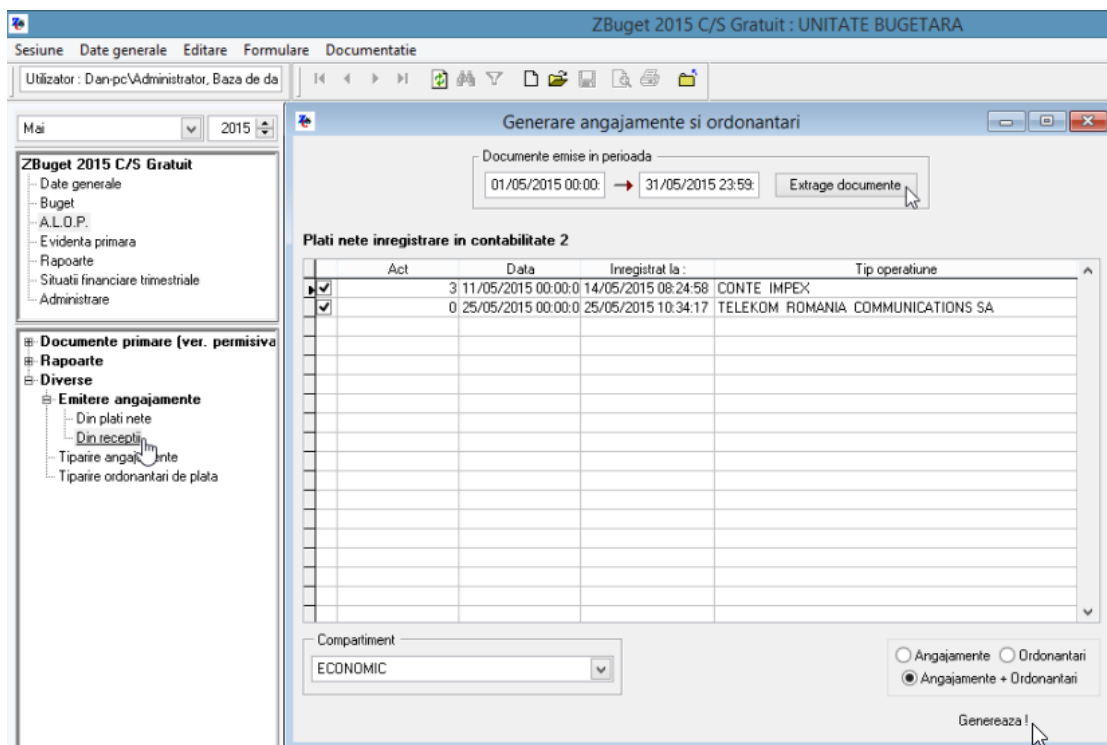 ZBuget 2015 C/S Gratuit : UNITATE BUGETARA
Sesiune Date generale Editare Formulare Documentatie
Utilizator : Dan-pc\Administrator, Baza de da
Mai 2015
ZBuget 2015 C/S Gratuit
Date generale
Buget
A.L.O.P.
Evidenta primara
Rapoarte
Situatii financiare trimestriale
Administrare
Documente primare (ver. permisiva
Rapoarte
Diverse
Emitere angajamente
Din plati nete
Din receptii
Tiparire angajamente
Tiparire ordonantari de plata
Generare angajamente si ordonantari
Documente emise in perioada
01/05/2015 00:00: 31/05/2015 23:59: Extrage documente
Plati nete inregistrare in contabilitate 2
Act Data Inregistrat la : Tip operatiune
3 11/05/2015 00:00:0 14/05/2015 08:24:58 CONTE IMPEX
0 25/05/2015 00:00:0 25/05/2015 10:34:17 TELEKOM ROMANIA COMMUNICATIONS SA
Compartiment
ECONOMIC
Angajamente Ordonantari
Angajamente + Ordonantari
Genereaza !